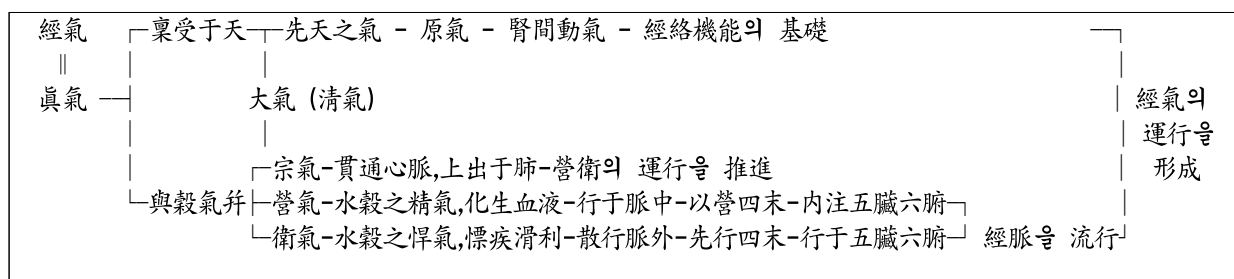 經氣 ┌─稟受于天─┬─先天之氣 - 原氣 - 腎間動氣 - 經絡機能의 基礎 ──┐
∥ │ │ │
眞氣 ──┤ 大氣 (清氣) │ 經氣의
│ │ │ 運行을
│ ┌─宗氣-貫通心脈,上出于肺-營衛의 運行을 推進 │ 形成
└─與穀氣幷├─營氣-水穀之精氣,化生血液-行于脈中-以營四末-内注五臟六腑─┐ │
└─衛氣-水穀之悍氣,慓疾滑利-散行脈外-先行四末-行于五臟六腑─┘ 經脈을 流行┘